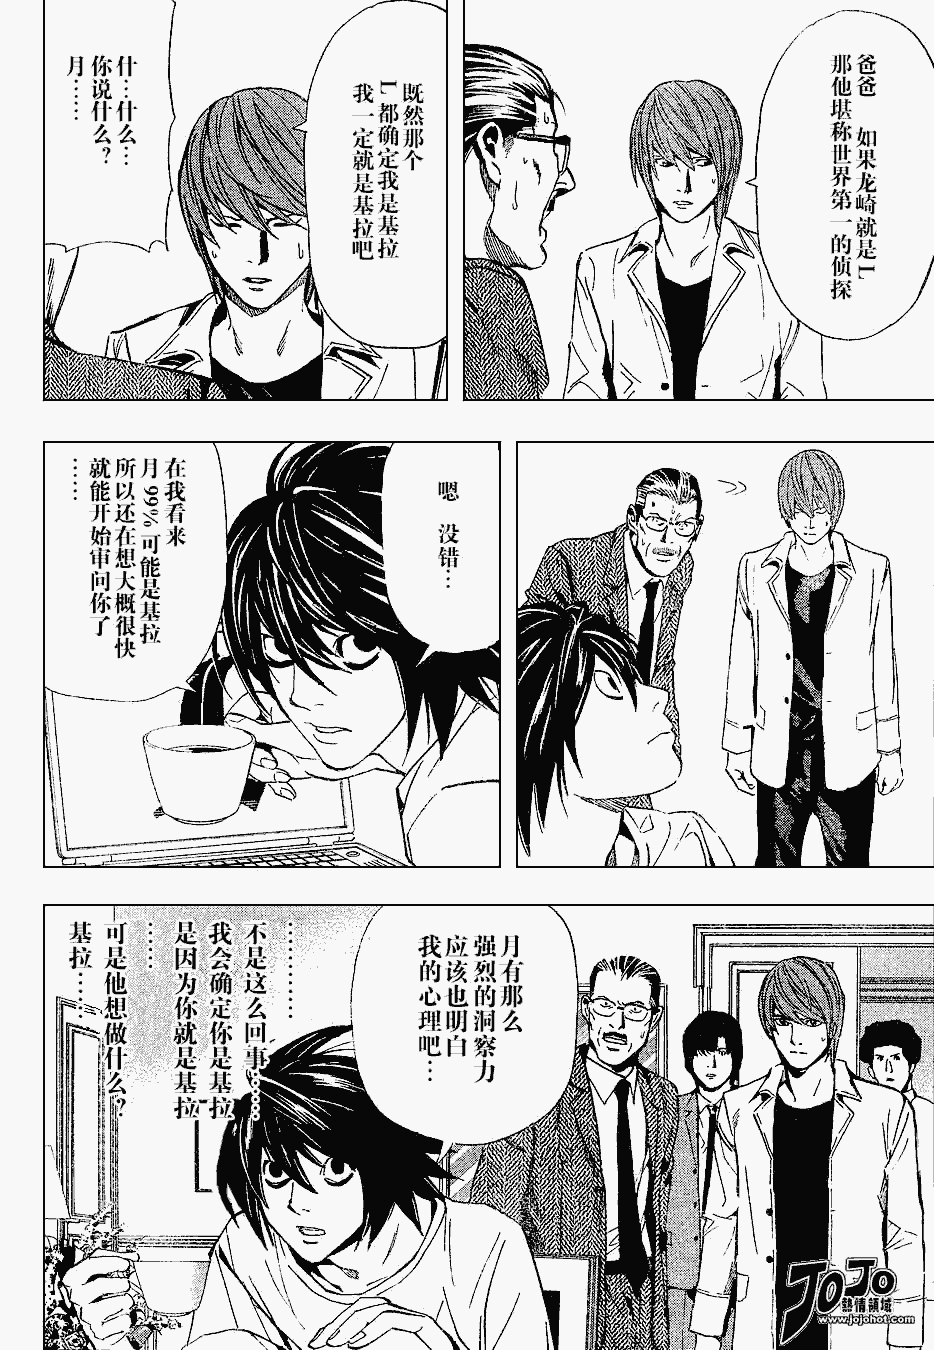 爸爸 如果龙崎就是L
那他堪称世界第一的侦探
既然那个
L都确定我是基拉
我一定就是基拉吧
什…什么…
你说什么?
月……
嗯 没错…
在我看来
月99%可能是基拉
所以还在想大概很快
就能开始审问你了
……
月有那么
强烈的洞察力
应该也明白
我的心理吧…
…………
不是这么回事……
我会确定你是基拉
是因为你就是基拉
……
可是他想做什么?
基拉……
JOJO
熱情領域
www.jojohot.com